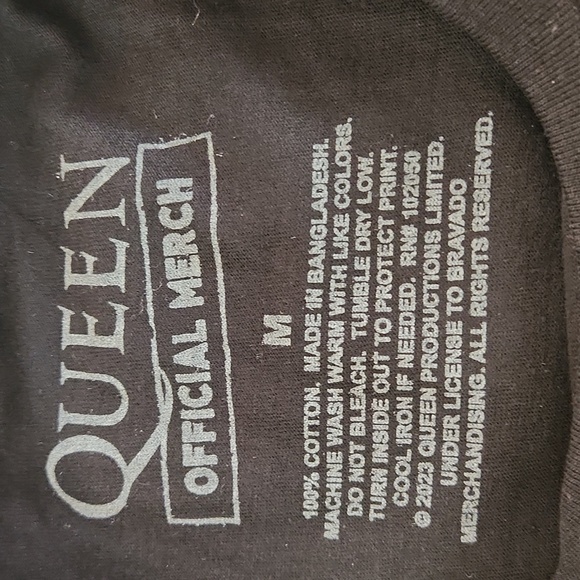 QUEEN
OFFICIAL MERCH
M
100% COTTON. MADE IN BANGLADESH.
MACHINE WASH WARM WITH LIKE COLORS.
DO NOT BLEACH. TUMBLE DRY LOW.
TURN INSIDE OUT TO PROTECT PRINT.
COOL IRON IF NEEDED. RN# 102050
© 2023 QUEEN PRODUCTIONS LIMITED.
UNDER LICENSE TO BRAVADO
MERCHANDISING. ALL RIGHTS RESERVED.